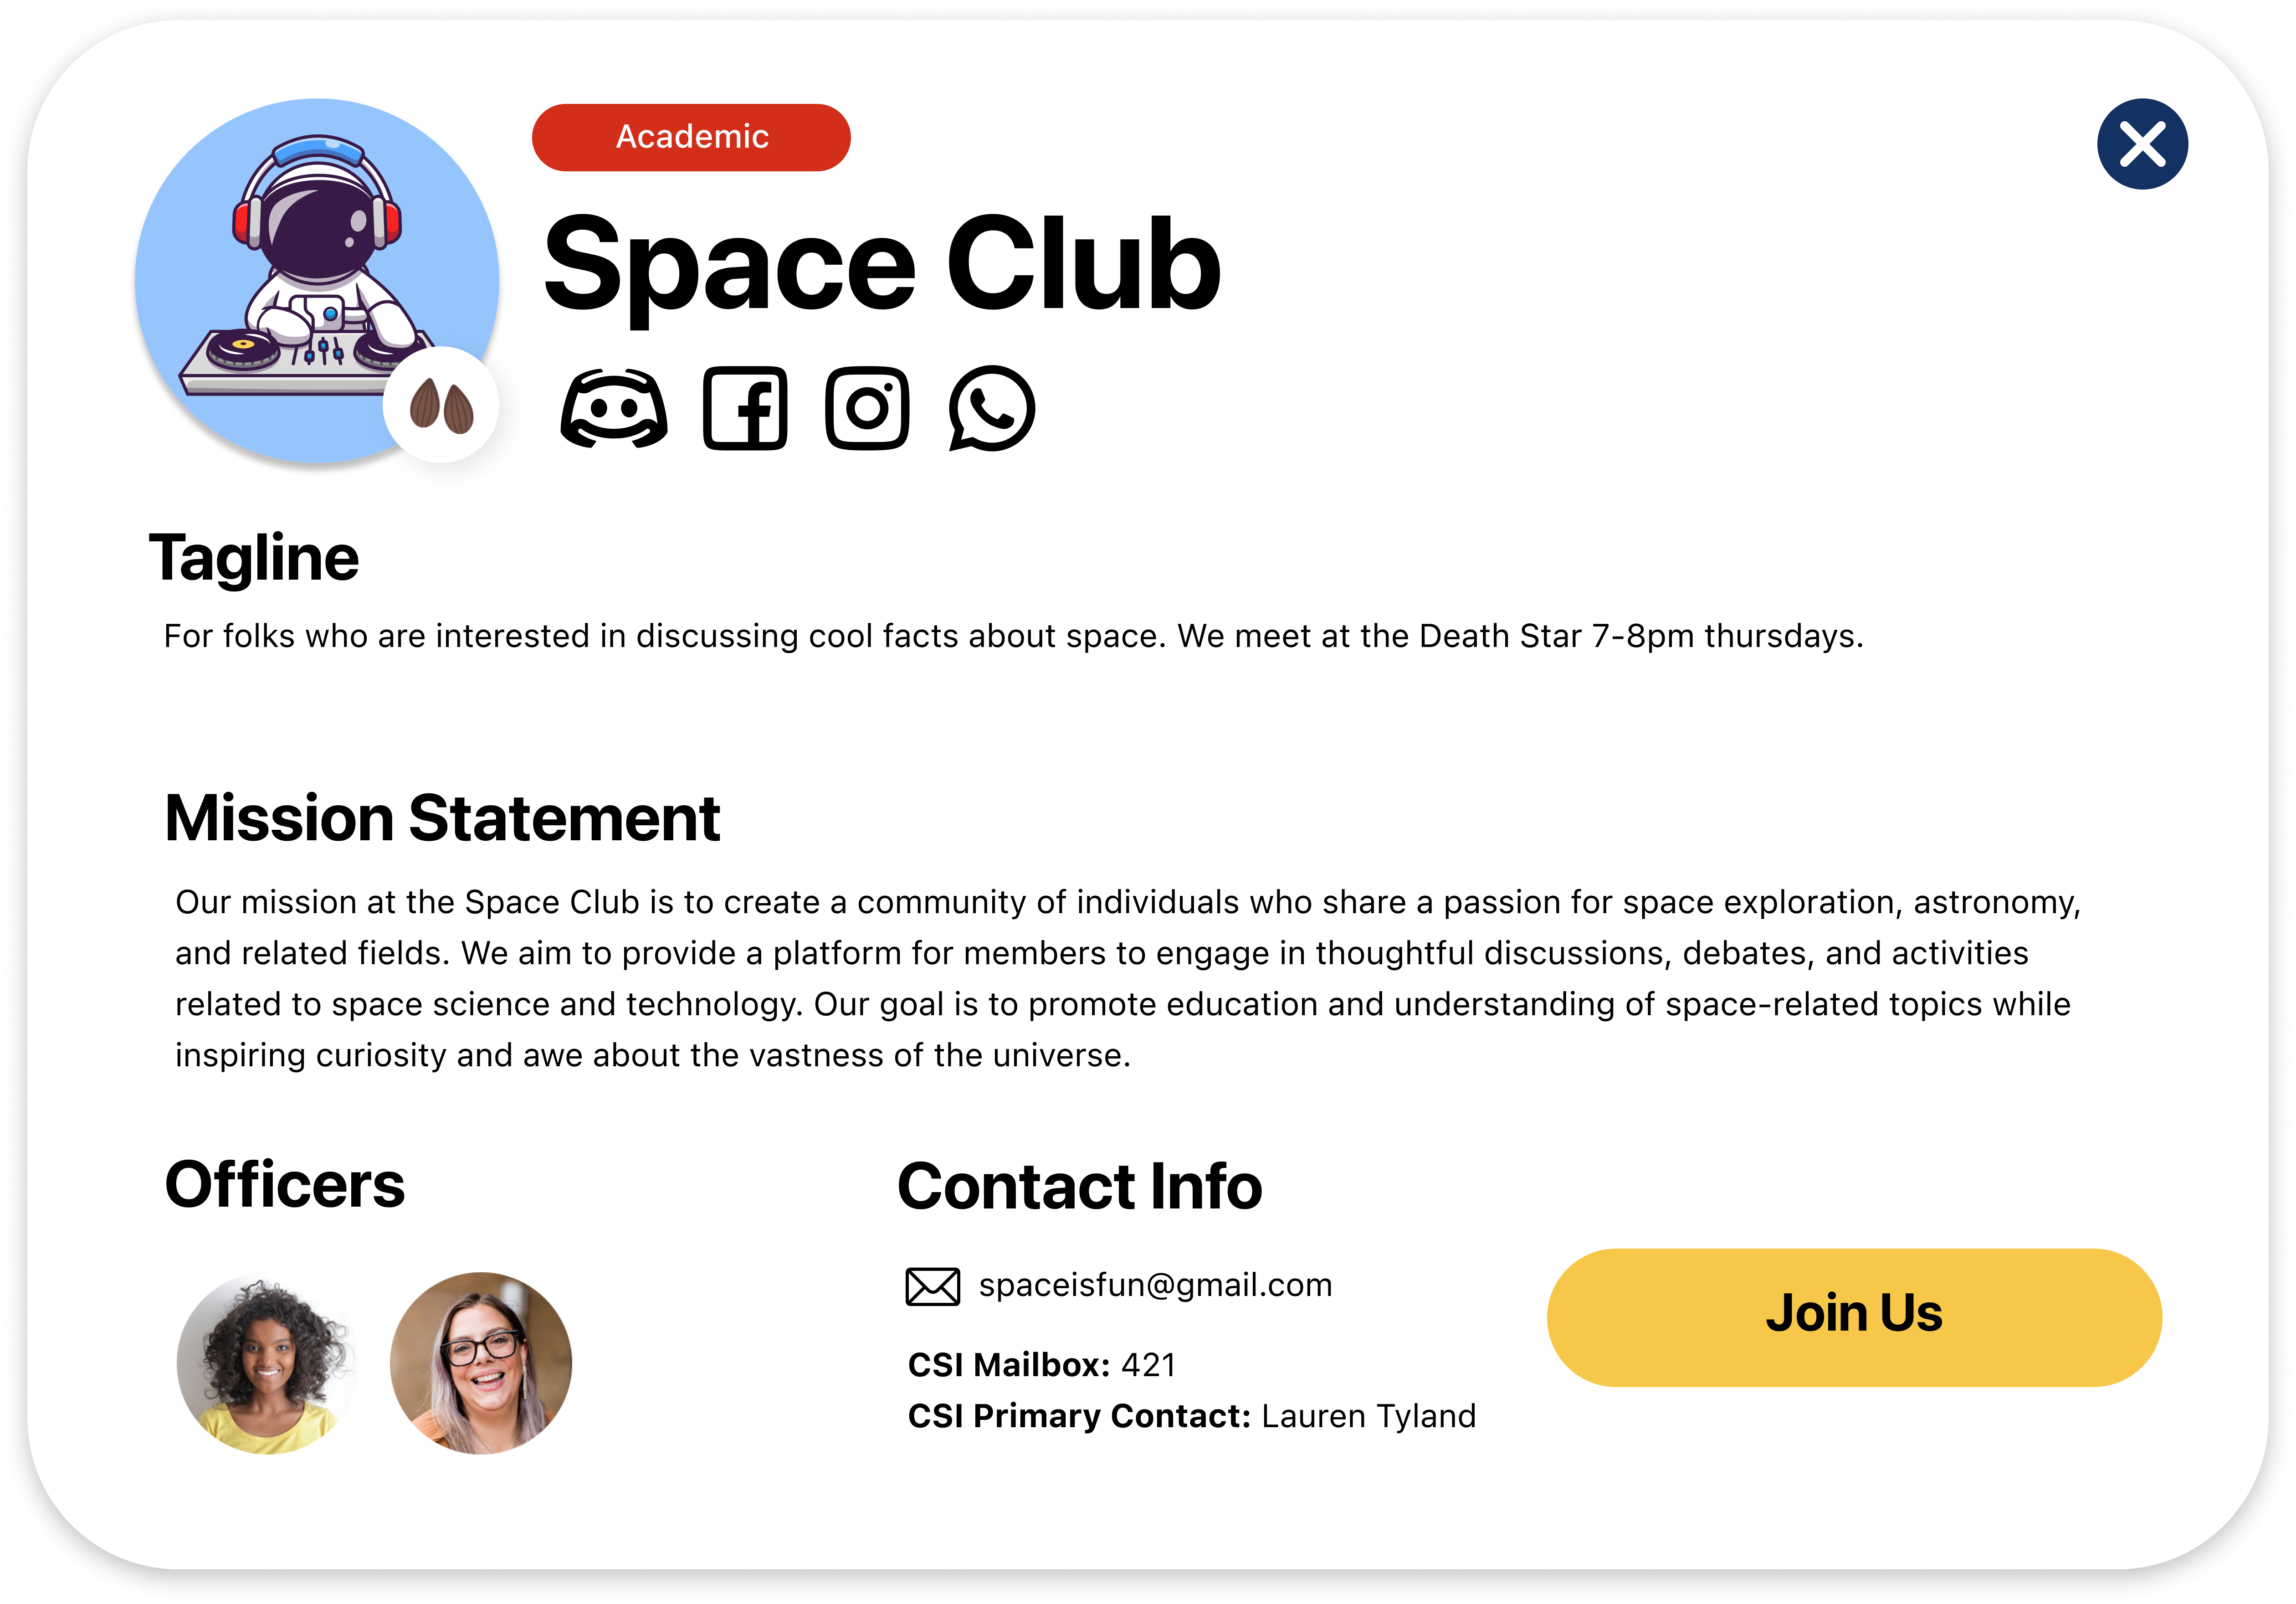 Academic
Space Club
Tagline
For folks who are interested in discussing cool facts about space. We meet at the Death Star 7-8pm thursdays.
Mission Statement
Our mission at the Space Club is to create a community of individuals who share a passion for space exploration, astronomy,
and related fields. We aim to provide a platform for members to engage in thoughtful discussions, debates, and activities
related to space science and technology. Our goal is to promote education and understanding of space-related topics while
inspiring curiosity and awe about the vastness of the universe.
Officers
Contact Info
spaceisfun@gmail.com
CSI Mailbox: 421
CSI Primary Contact: Lauren Tyland
Join Us